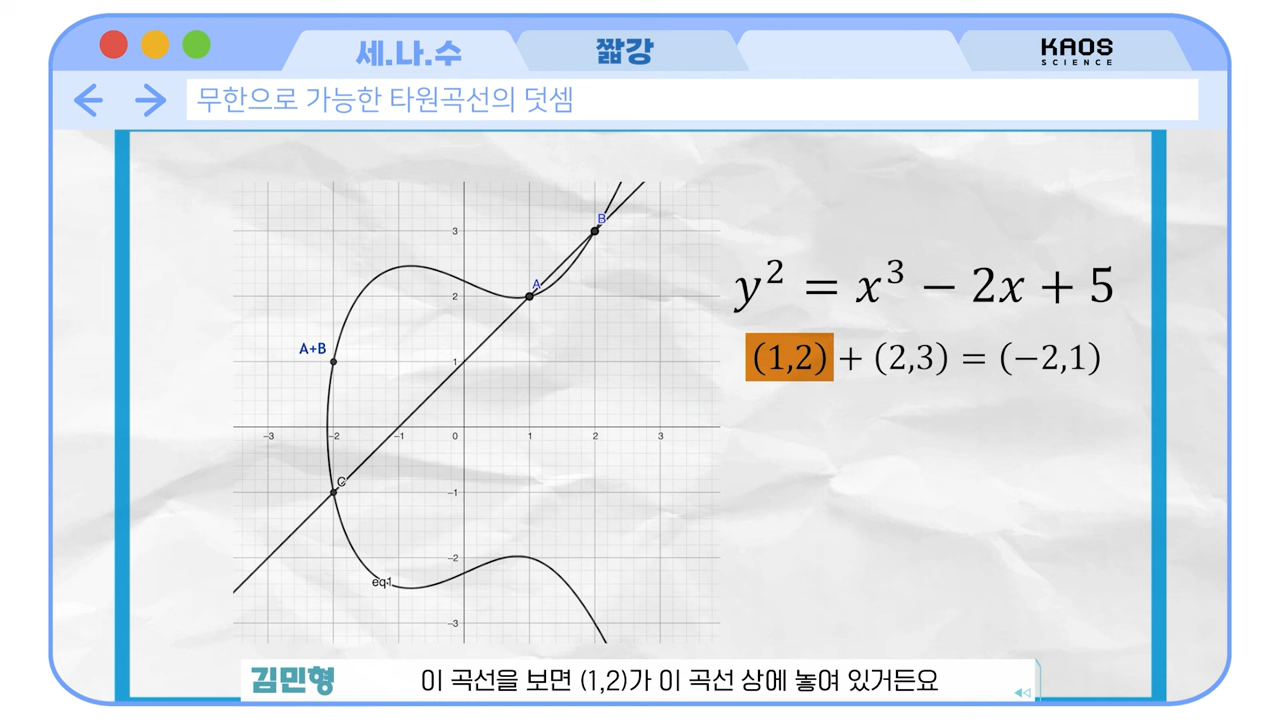 세.나.수
짧강
KAOS
SCIENCE
무한으로 가능한 타원곡선의 덧셈
B
3
A
2
A+B
1
-3 -2 -1 0 1 2 3
C
-1
-2
eq1
-3
y² = x³ − 2x + 5
(1,2) + (2,3) = (−2,1)
김민형
이 곡선을 보면 (1,2)가 이 곡선 상에 놓여 있거든요